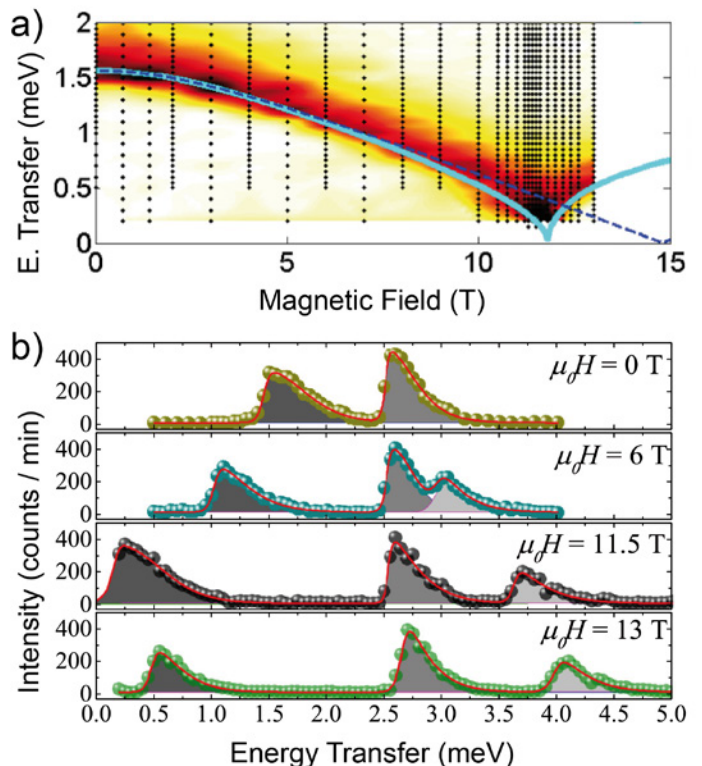 a)
2
1.5
1
0.5
0
E. Transfer (meV)
0 5 10 15
Magnetic Field (T)
b)
400
200
0
μ₀H = 0 T
400
200
0
μ₀H = 6 T
400
200
0
μ₀H = 11.5 T
400
200
0
μ₀H = 13 T
Intensity (counts / min)
0.0 0.5 1.0 1.5 2.0 2.5 3.0 3.5 4.0 4.5 5.0
Energy Transfer (meV)